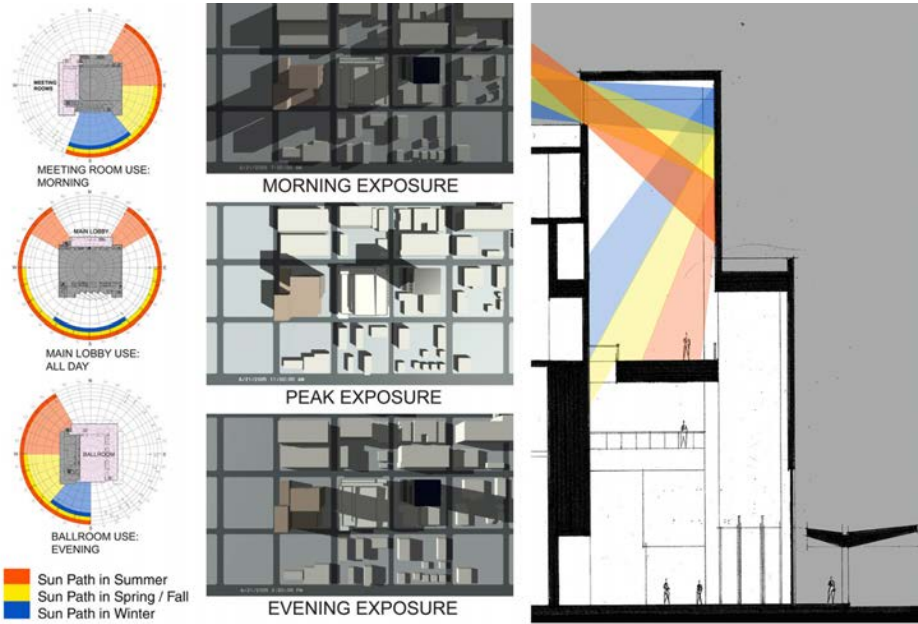 MEETING
ROOMS
MEETING ROOM USE:
MORNING
MAIN LOBBY
MAIN LOBBY USE:
ALL DAY
BALLROOM
BALLROOM USE:
EVENING
Sun Path in Summer
Sun Path in Spring / Fall
Sun Path in Winter
MORNING EXPOSURE
PEAK EXPOSURE
EVENING EXPOSURE